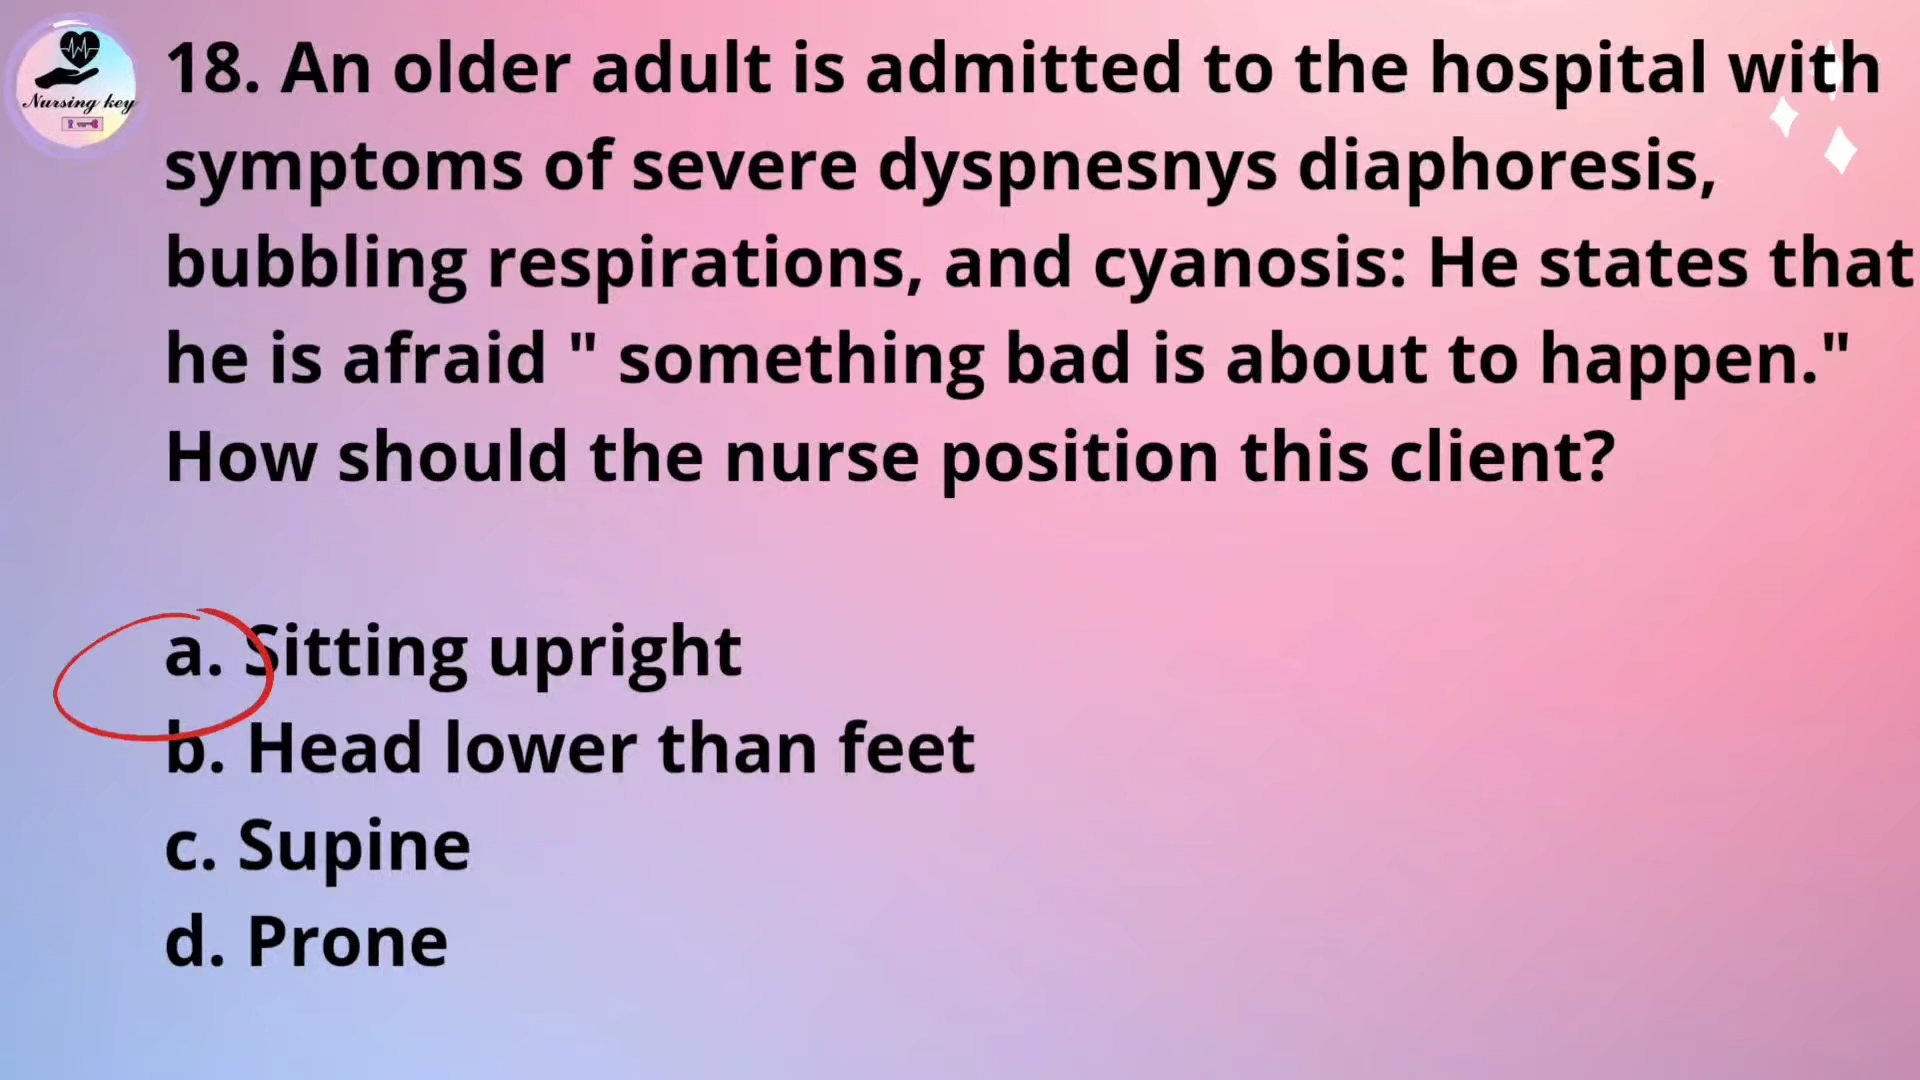 Nursing key
18. An older adult is admitted to the hospital with
symptoms of severe dyspnesnys diaphoresis,
bubbling respirations, and cyanosis: He states that
he is afraid " something bad is about to happen."
How should the nurse position this client?
a. Sitting upright
b. Head lower than feet
c. Supine
d. Prone